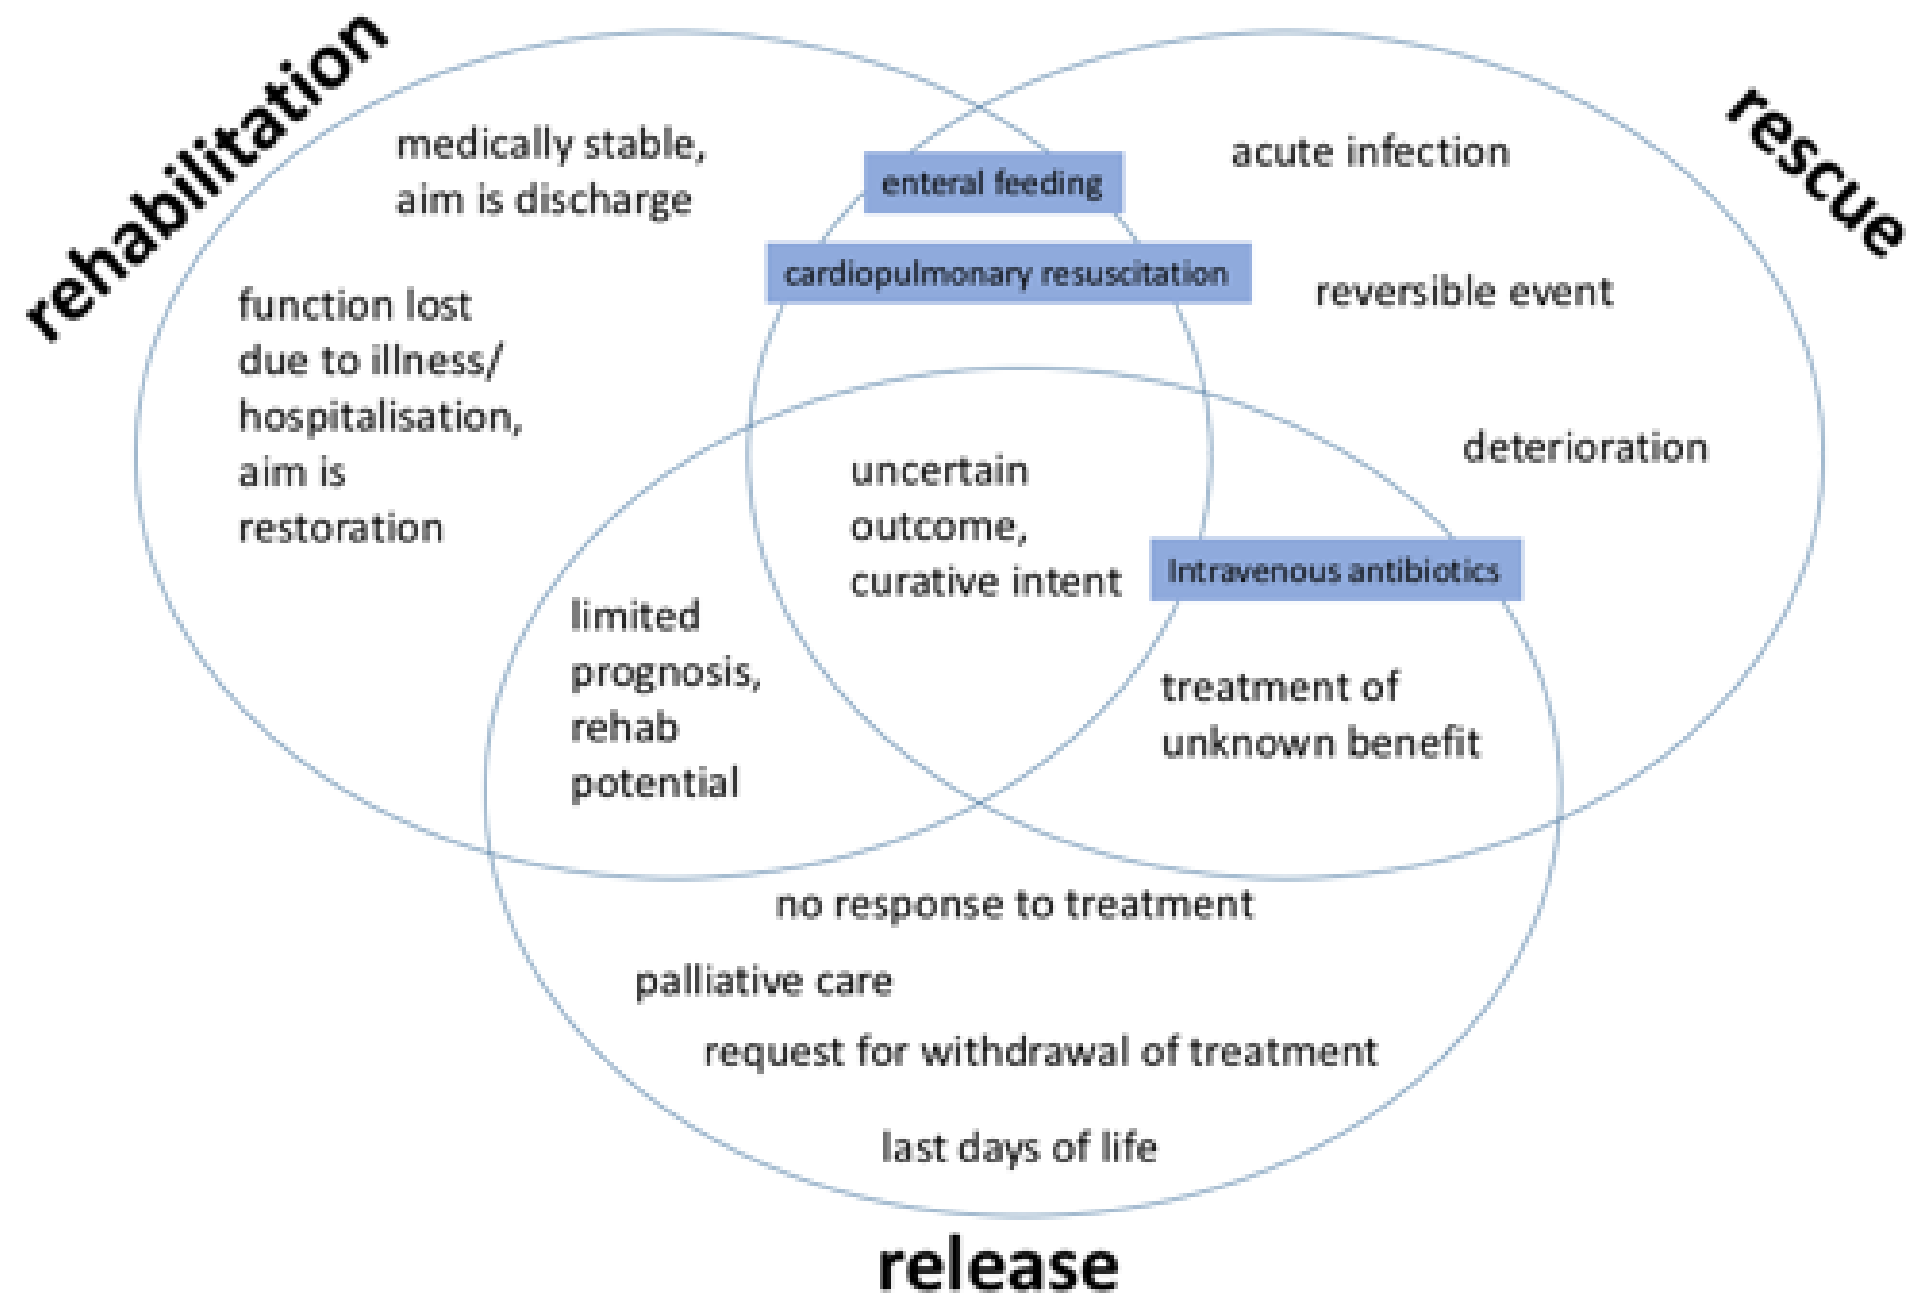 rehabilitation
rescue
medically stable,
aim is discharge
enteral feeding
acute infection
cardiopulmonary resuscitation
reversible event
function lost
due to illness/
hospitalisation,
aim is
restoration
deterioration
uncertain
outcome,
curative intent
Intravenous antibiotics
limited
prognosis,
rehab
potential
treatment of
unknown benefit
no response to treatment
palliative care
request for withdrawal of treatment
last days of life
release